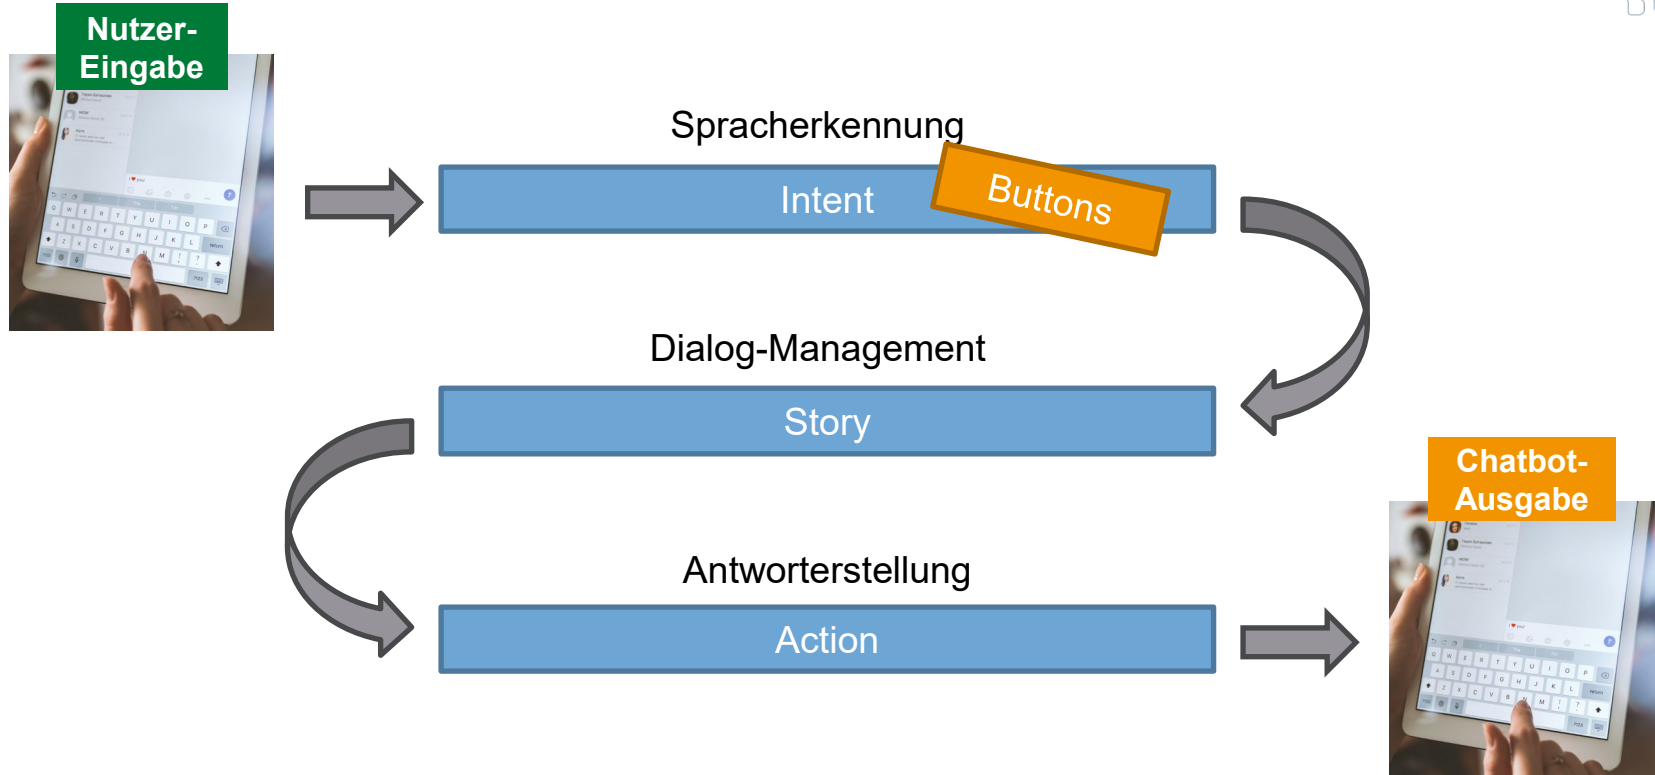 Nutzer-
Eingabe
Spracherkennung
Intent
Buttons
Dialog-Management
Story
Chatbot-
Ausgabe
Antworterstellung
Action